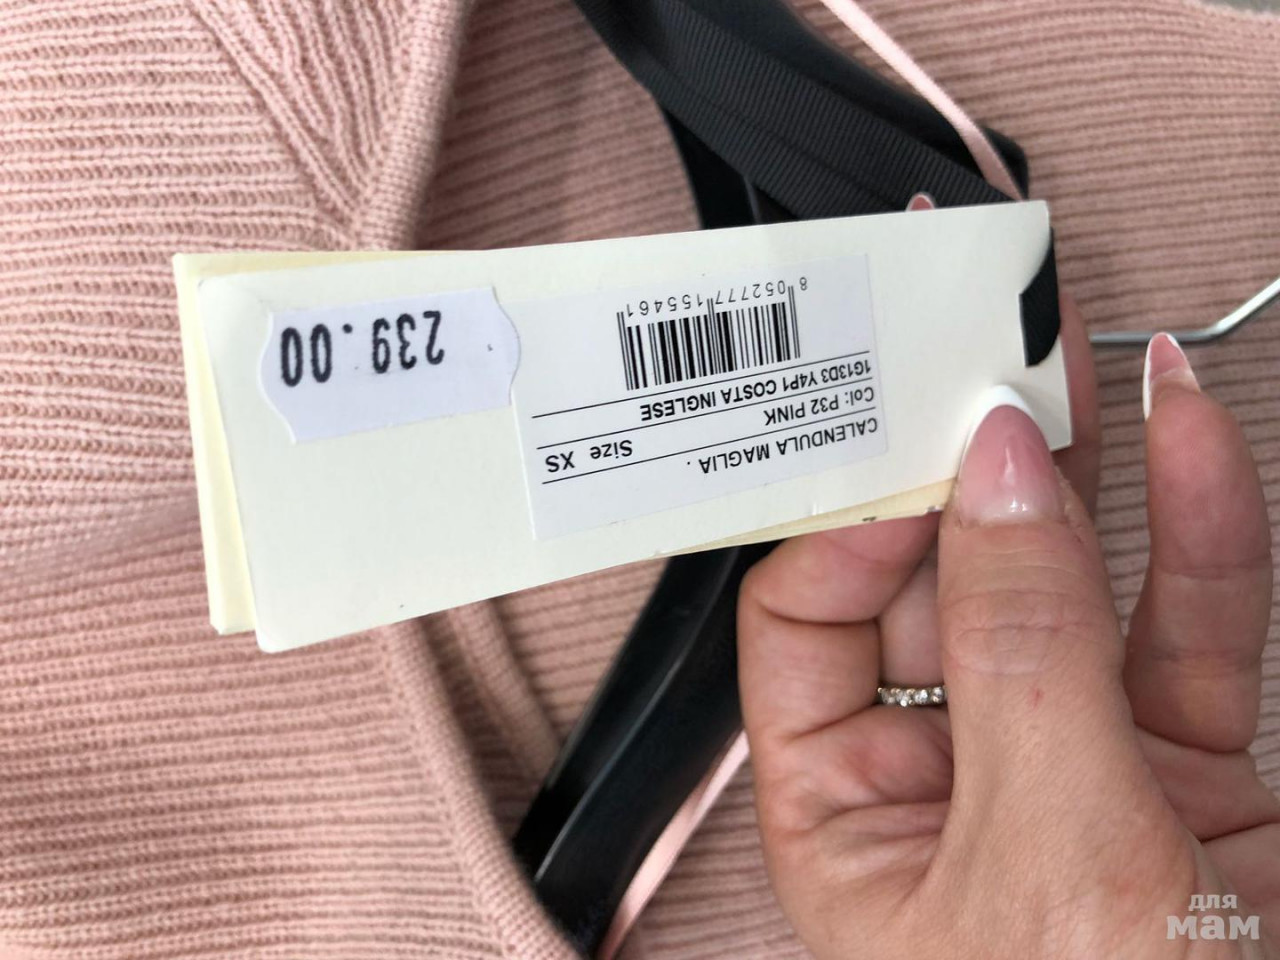 CALENDULA MAGLIA .
Col: P32 PINK Size XS
1G13D3 Y4P1 COSTA INGLESE
8 052777 155461
239.00
для
мам